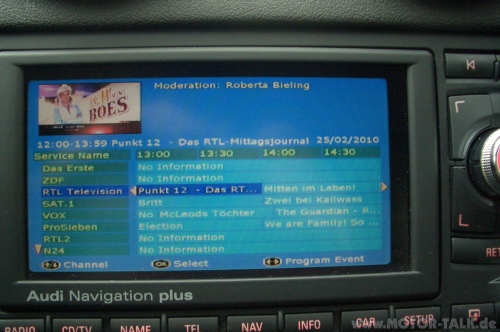 Moderation: Roberta Bieling
BOES
12:00-13:59 Punkt 12 - Das RTL-Mittagsjournal 25/02/2010
Service Name 13:00 13:30 14:00 14:30
Das Erste No Information
ZDF No Information
RTL Television Punkt 12 - Das RT... Mitten im Leben!
SAT.1 Britt Zwei bei Kallwass
VOX No McLeods Töchter The Guardian - R...
ProSieben Election We are Family! So ...
RTL2 No Information
N24 No Information
Channel OK Select Program Event
Audi Navigation plus
RET
RADIO CD/TV NAME TEL NAV INFO CAR SETUP
www.MOTOR-TALK.de